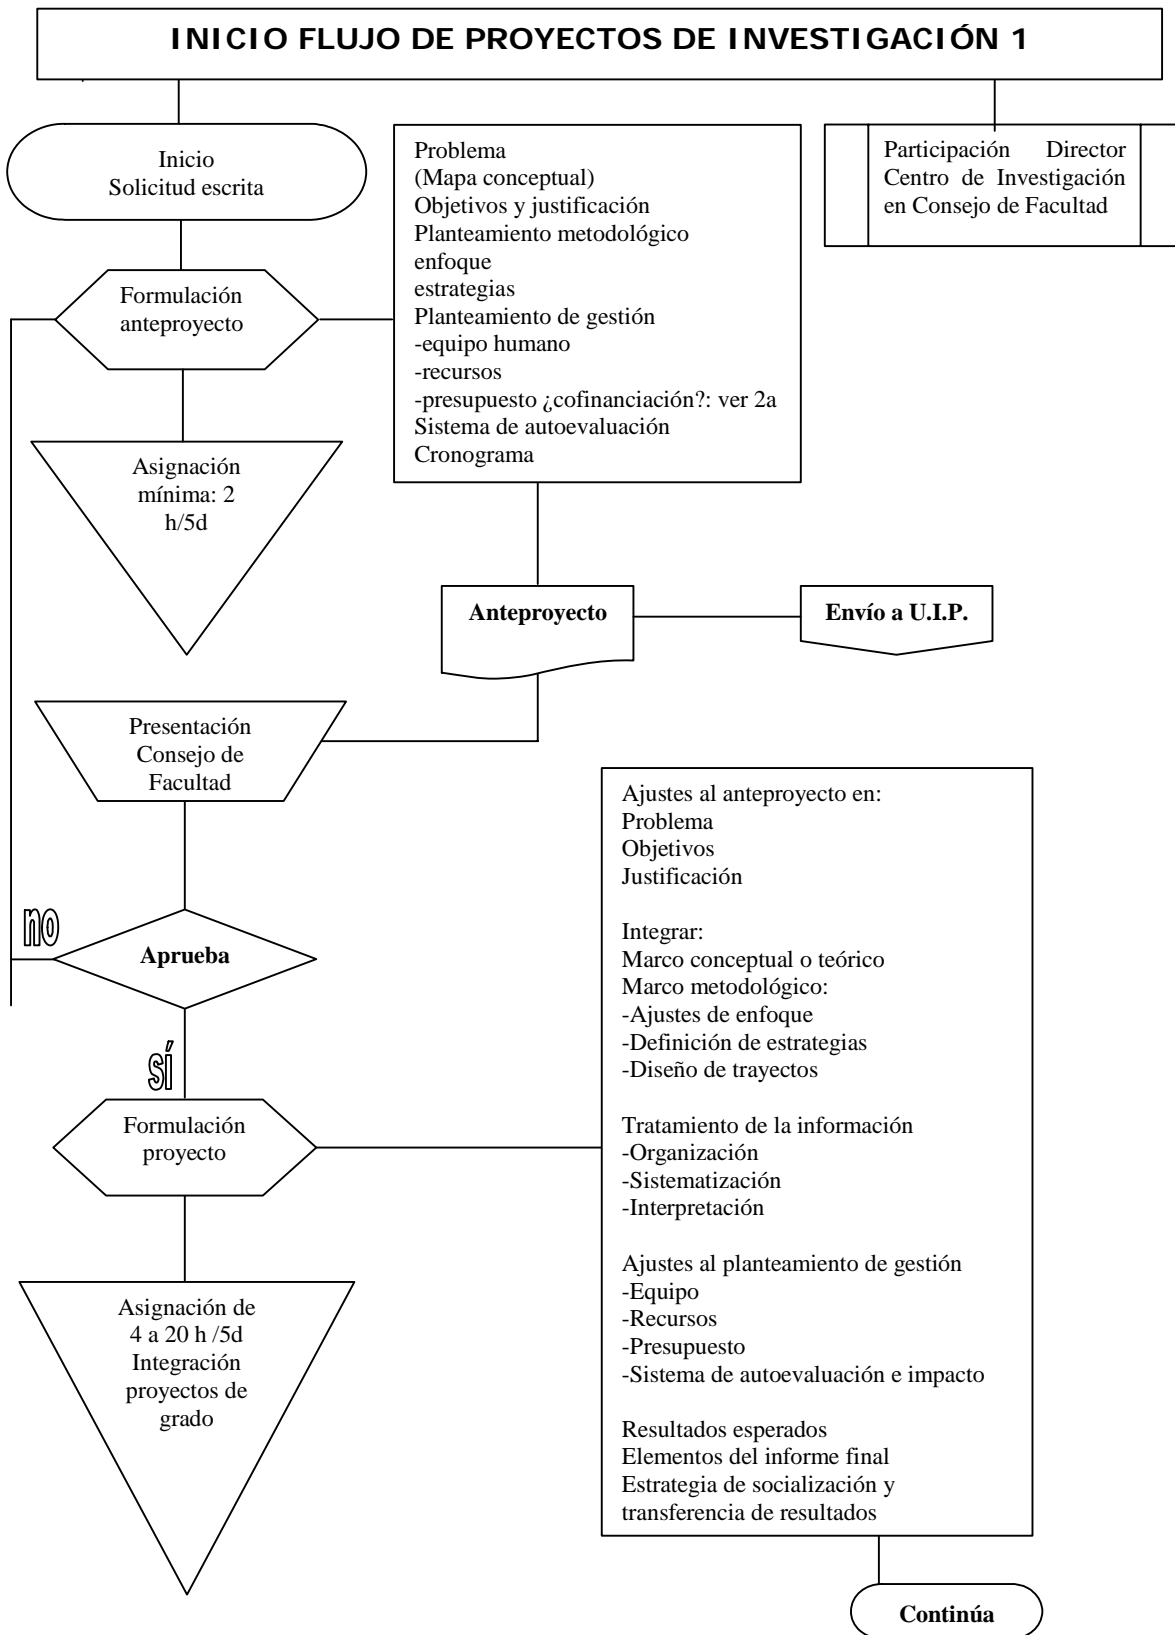 INICIO FLUJO DE PROYECTOS DE INVESTIGACIÓN 1
Inicio
Solicitud escrita
Problema
(Mapa conceptual)
Objetivos y justificación
Planteamiento metodológico
enfoque
estrategias
Planteamiento de gestión
-equipo humano
-recursos
-presupuesto ¿cofinanciación?: ver 2a
Sistema de autoevaluación
Cronograma
Participación Director
Centro de Investigación
en Consejo de Facultad
Formulación
anteproyecto
Asignación
mínima: 2
h/5d
Anteproyecto
Envío a U.I.P.
Presentación
Consejo de
Facultad
no
Aprueba
sí
Formulación
proyecto
Asignación de
4 a 20 h /5d
Integración
proyectos de
grado
Ajustes al anteproyecto en:
Problema
Objetivos
Justificación
Integrar:
Marco conceptual o teórico
Marco metodológico:
-Ajustes de enfoque
-Definición de estrategias
-Diseño de trayectos
Tratamiento de la información
-Organización
-Sistematización
-Interpretación
Ajustes al planteamiento de gestión
-Equipo
-Recursos
-Presupuesto
-Sistema de autoevaluación e impacto
Resultados esperados
Elementos del informe final
Estrategia de socialización y
transferencia de resultados
Continúa